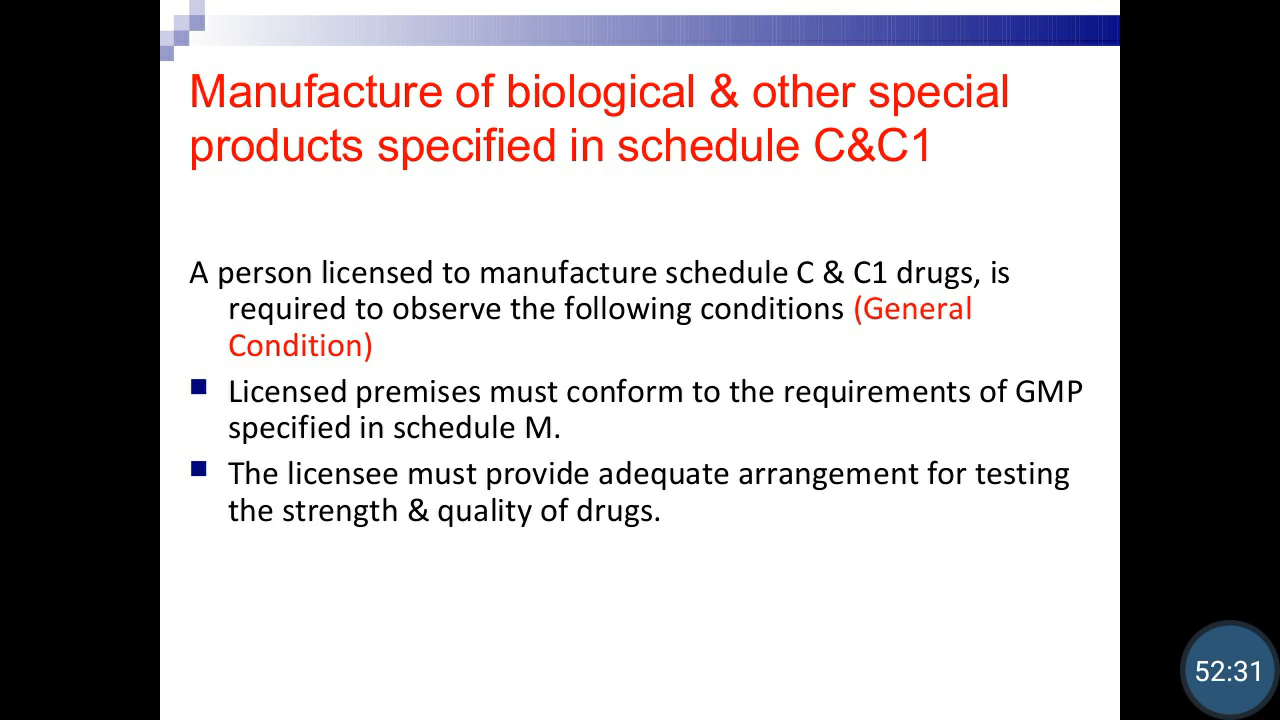 Manufacture of biological & other special
products specified in schedule C&C1
A person licensed to manufacture schedule C & C1 drugs, is
required to observe the following conditions (General
Condition)
Licensed premises must conform to the requirements of GMP
specified in schedule M.
The licensee must provide adequate arrangement for testing
the strength & quality of drugs.
52:31